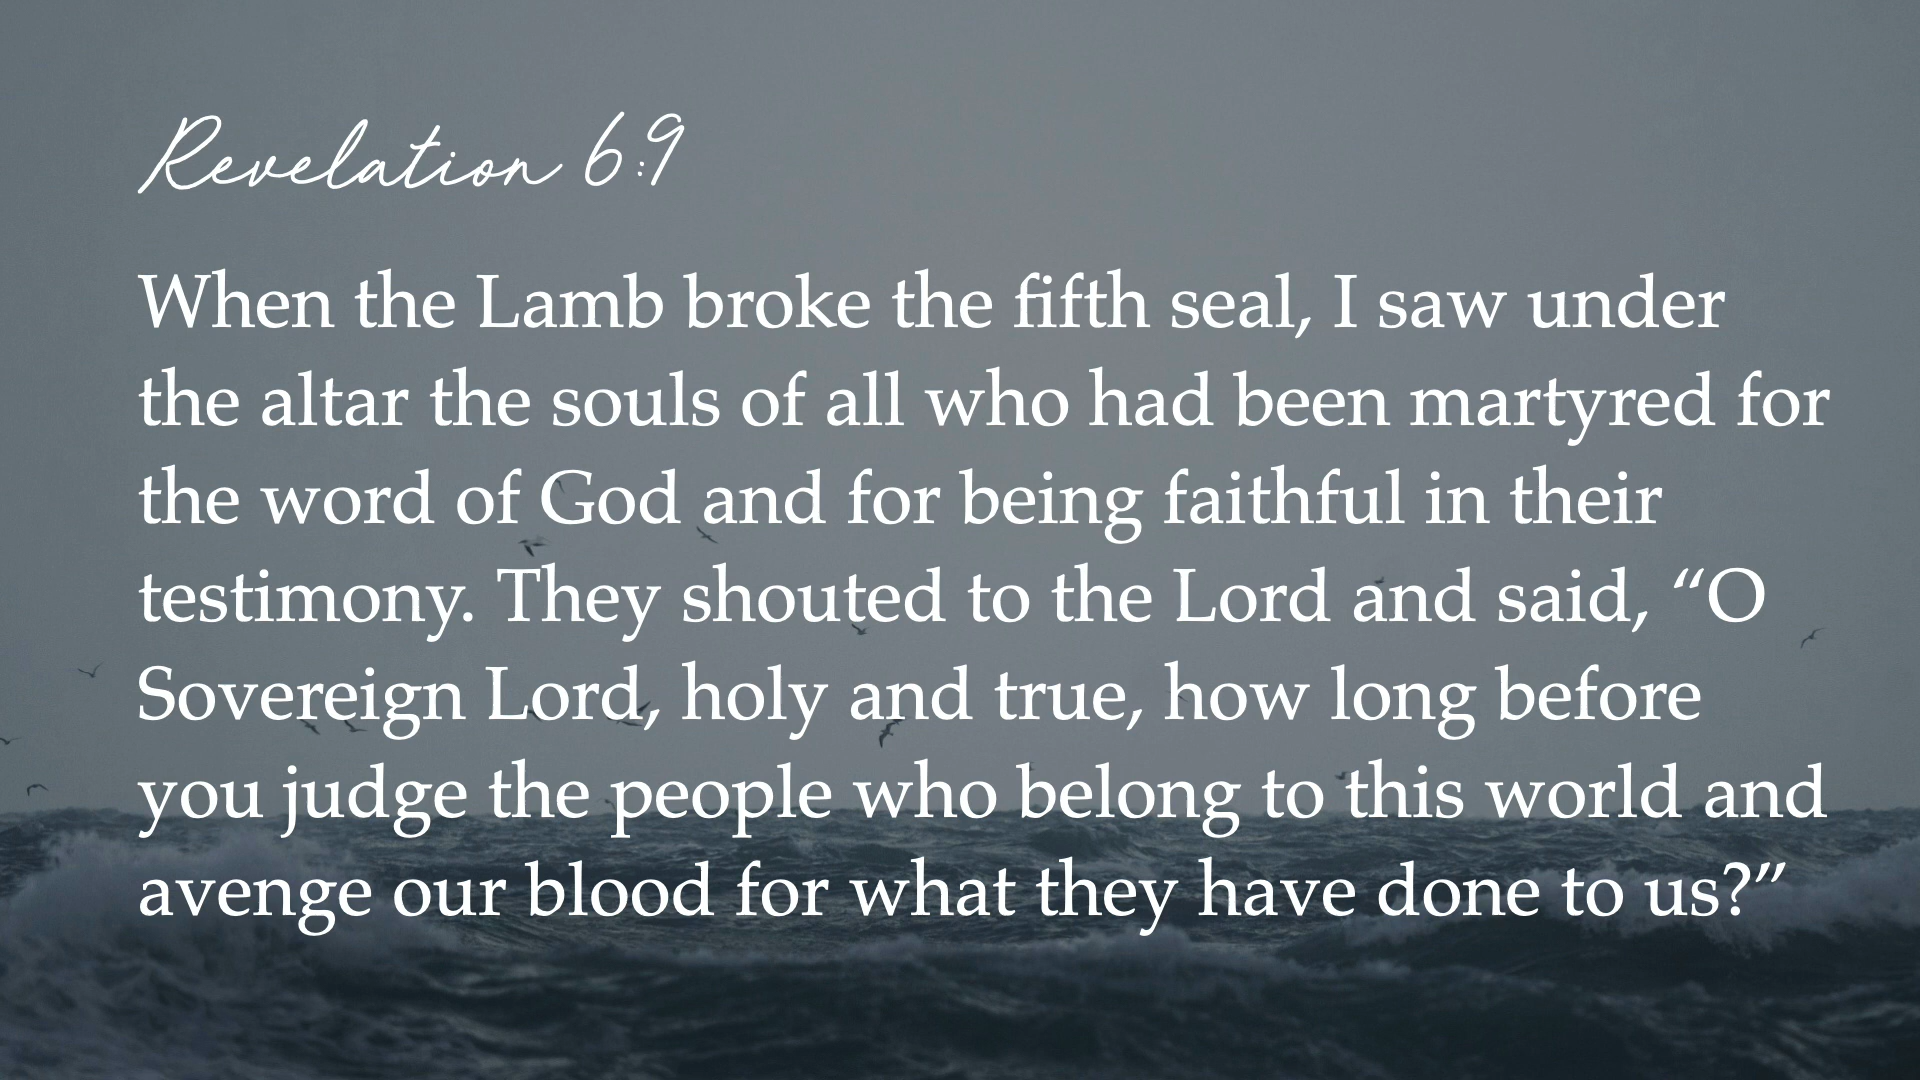 Revelation 6:9
When the Lamb broke the fifth seal, I saw under
the altar the souls of all who had been martyred for
the word of God and for being faithful in their
testimony. They shouted to the Lord and said, “O
Sovereign Lord, holy and true, how long before
you judge the people who belong to this world and
avenge our blood for what they have done to us?”